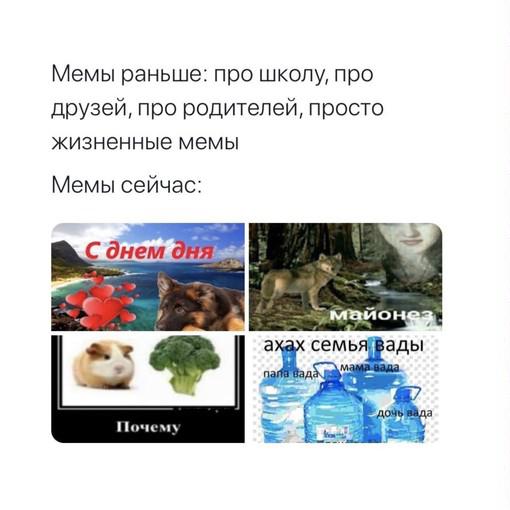 Мемы раньше: про школу, про
друзей, про родителей, просто
жизненные мемы
Мемы сейчас:
С днем дня
майонез
Почему
ахах семья вады
папа вада
мама вада
дочь вада